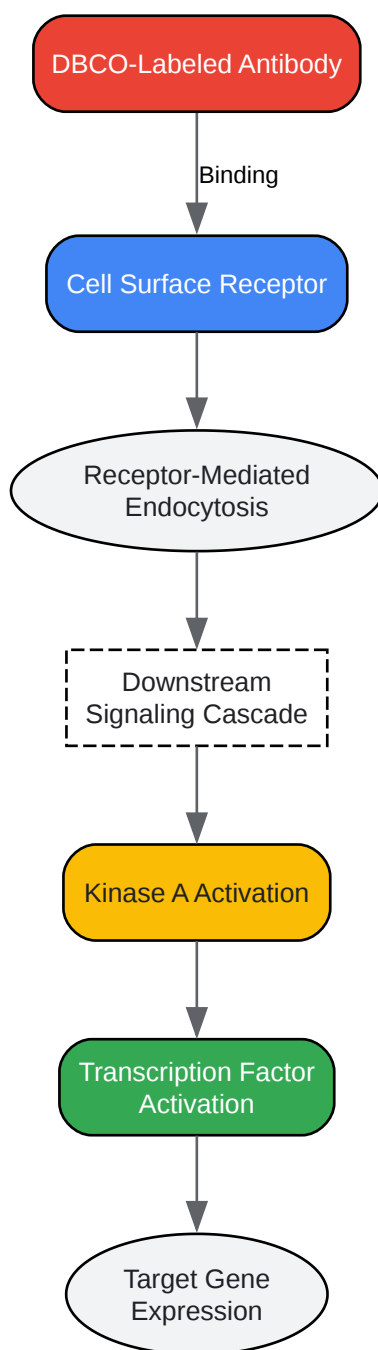 DBCO-Labeled Antibody
Binding
Cell Surface Receptor
Receptor-Mediated
Endocytosis
Downstream
Signaling Cascade
Kinase A Activation
Transcription Factor
Activation
Target Gene
Expression